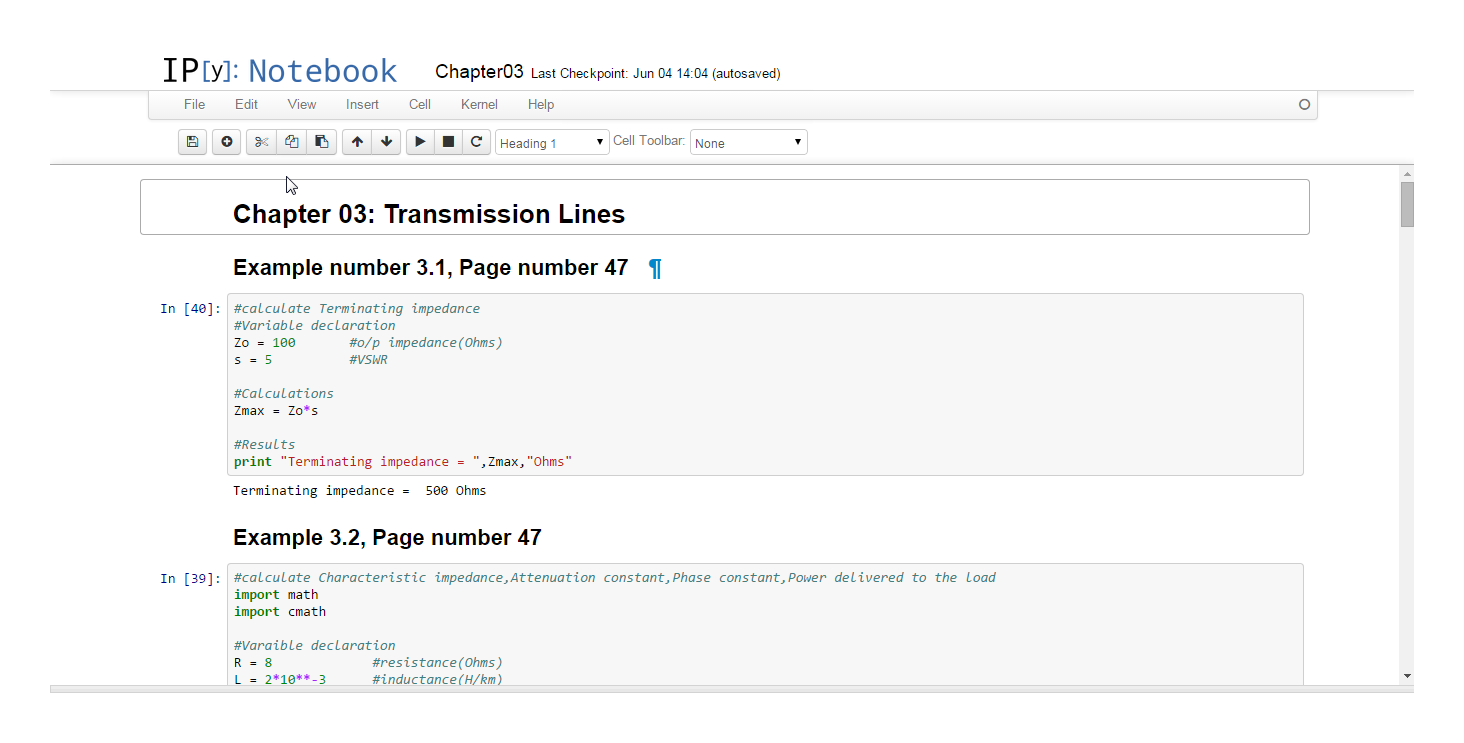 IP[y]: Notebook Chapter03 Last Checkpoint: Jun 04 14:04 (autosaved)
File Edit View Insert Cell Kernel Help
Heading 1 Cell Toolbar: None
Chapter 03: Transmission Lines
Example number 3.1, Page number 47 ¶
In [40]: #calculate Terminating impedance
#Variable declaration
Zo = 100 #o/p impedance(Ohms)
s = 5 #VSWR
#Calculations
Zmax = Zo*s
#Results
print "Terminating impedance = ",Zmax,"Ohms"
Terminating impedance = 500 Ohms
Example 3.2, Page number 47
In [39]: #calculate Characteristic impedance,Attenuation constant,Phase constant,Power delivered to the load
import math
import cmath
#Varaible declaration
R = 8 #resistance(Ohms)
L = 2*10**-3 #inductance(H/km)